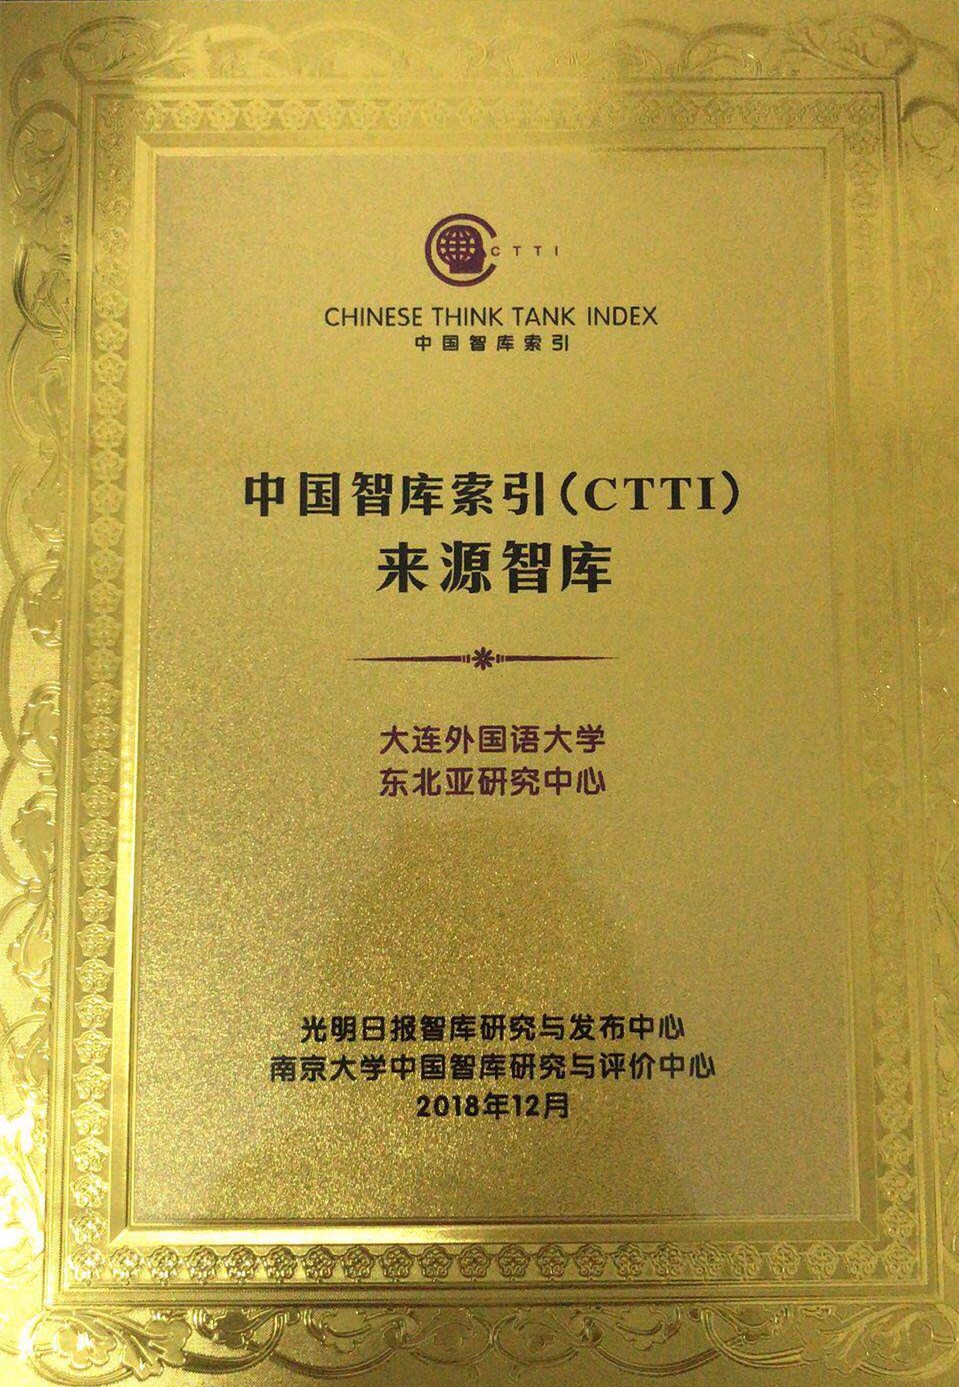 CTTI
CHINESE THINK TANK INDEX
中国智库索引
中国智库索引(CTTI)
来源智库
大连外国语大学
东北亚研究中心
光明日报智库研究与发布中心
南京大学中国智库研究与评价中心
2018年12月